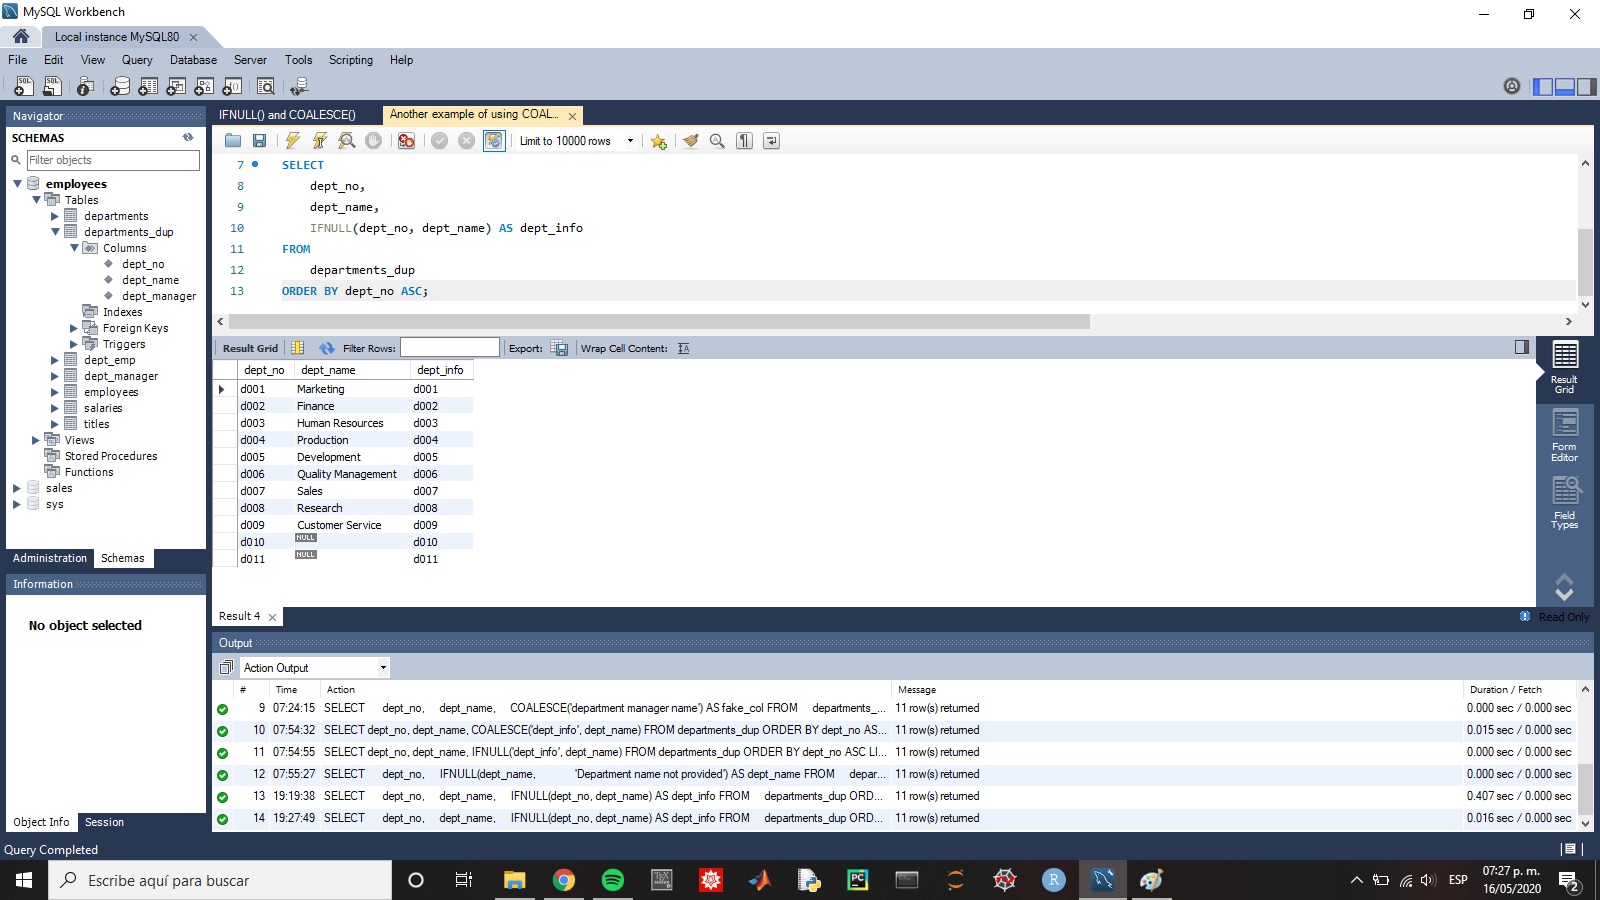 MySQL Workbench
Local instance MySQL80
File Edit View Query Database Server Tools Scripting Help
Navigator
SCHEMAS
Filter objects
employees
Tables
departments
departments_dup
Columns
dept_no
dept_name
dept_manager
Indexes
Foreign Keys
Triggers
dept_emp
dept_manager
employees
salaries
titles
Views
Stored Procedures
Functions
sales
sys
Administration Schemas
Information
No object selected
Object Info Session
IFNULL() and COALESCE() Another example of using COAL...
Limit to 10000 rows
7 SELECT
8 dept_no,
9 dept_name,
10 IFNULL(dept_no, dept_name) AS dept_info
11 FROM
12 departments_dup
13 ORDER BY dept_no ASC;
Result Grid Filter Rows: Export: Wrap Cell Content:
dept_no dept_name dept_info
d001 Marketing d001
d002 Finance d002
d003 Human Resources d003
d004 Production d004
d005 Development d005
d006 Quality Management d006
d007 Sales d007
d008 Research d008
d009 Customer Service d009
d010 NULL d010
d011 NULL d011
Result Grid
Form Editor
Field Types
Result 4
Read Only
Output
Action Output
# Time Action Message Duration / Fetch
9 07:24:15 SELECT dept_no, dept_name, COALESCE('department manager name') AS fake_col FROM departments_... 11 row(s) returned 0.000 sec / 0.000 sec
10 07:54:32 SELECT dept_no, dept_name, COALESCE('dept_info', dept_name) FROM departments_dup ORDER BY dept_no AS... 11 row(s) returned 0.015 sec / 0.000 sec
11 07:54:55 SELECT dept_no, dept_name, IFNULL('dept_info', dept_name) FROM departments_dup ORDER BY dept_no ASC LI... 11 row(s) returned 0.000 sec / 0.000 sec
12 07:55:27 SELECT dept_no, IFNULL(dept_name, 'Department name not provided') AS dept_name FROM depar... 11 row(s) returned 0.000 sec / 0.000 sec
13 19:19:38 SELECT dept_no, dept_name, IFNULL(dept_no, dept_name) AS dept_info FROM departments_dup ORD... 11 row(s) returned 0.407 sec / 0.000 sec
14 19:27:49 SELECT dept_no, dept_name, IFNULL(dept_no, dept_name) AS dept_info FROM departments_dup ORD... 11 row(s) returned 0.016 sec / 0.000 sec
Query Completed
Escribe aquí para buscar
ESP
07:27 p. m.
16/05/2020
2